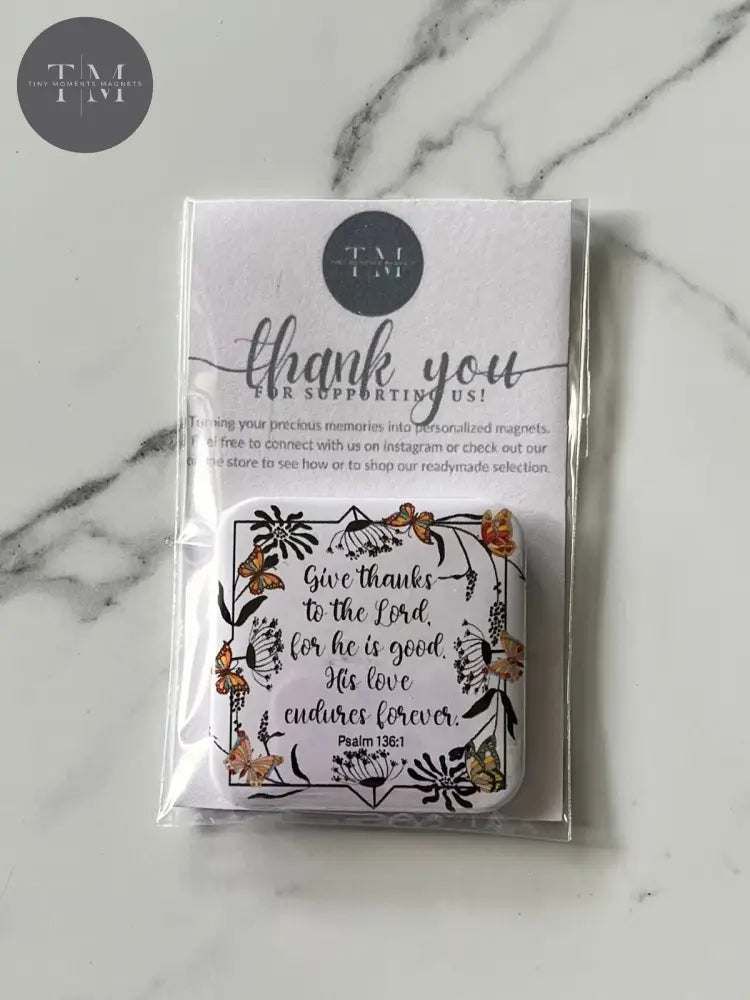 T M
TINY MOMENTS MAGNETS
T M
thank you
FOR SUPPORTING US!
Turning your precious memories into personalized magnets.
Feel free to connect with us on instagram or check out our
store to see how or to shop our readymade selection.
Give thanks
to the Lord,
for he is good.
His love
endures forever.
Psalm 136:1